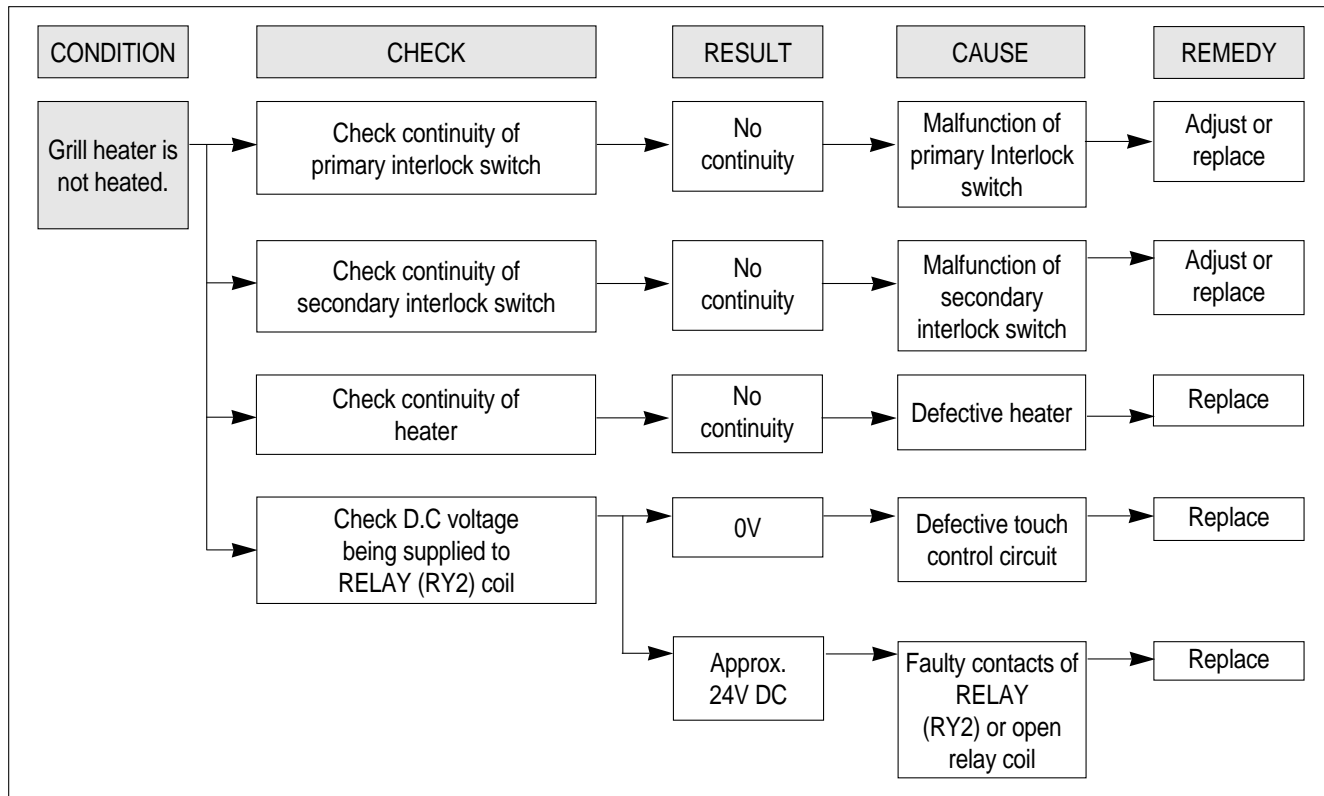 CONDITION
CHECK
RESULT
CAUSE
REMEDY
Grill heater is
not heated.
Check continuity of
primary interlock switch
No
continuity
Malfunction of
primary Interlock
switch
Adjust or
replace
Check continuity of
secondary interlock switch
No
continuity
Malfunction of
secondary
interlock switch
Adjust or
replace
Check continuity of
heater
No
continuity
Defective heater
Replace
Check D.C voltage
being supplied to
RELAY (RY2) coil
0V
Defective touch
control circuit
Replace
Approx.
24V DC
Faulty contacts of
RELAY
(RY2) or open
relay coil
Replace